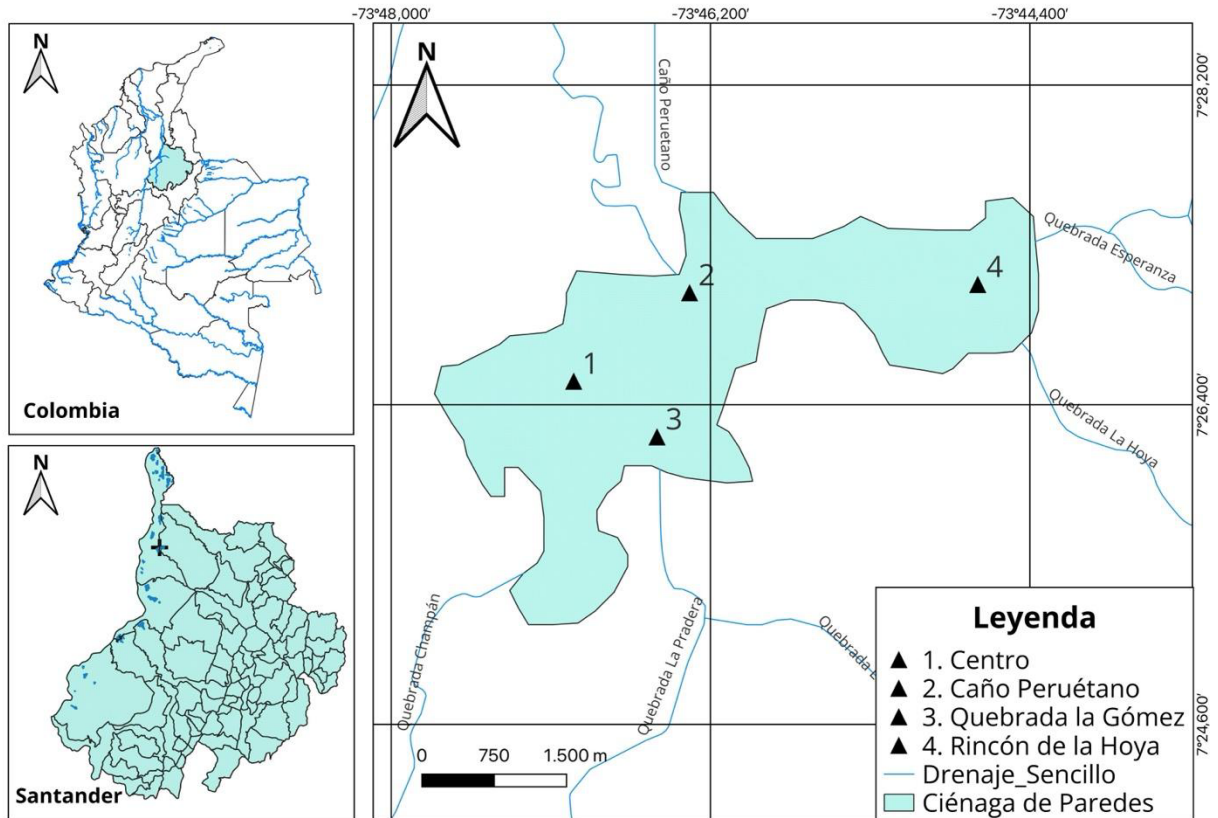 N
Colombia
N
Santander
-73°48,000′
-73°46,200′
-73°44,400′
7°28,200′
7°26,400′
7°24,600′
N
Caño Peruetano
Quebrada Esperanza
Quebrada La Hoya
Quebrada Champán
Quebrada La Pradera
Quebrada
1
2
3
4
0 750 1.500 m
Leyenda
1. Centro
2. Caño Peruétano
3. Quebrada la Gómez
4. Rincón de la Hoya
Drenaje_Sencillo
Ciénaga de Paredes